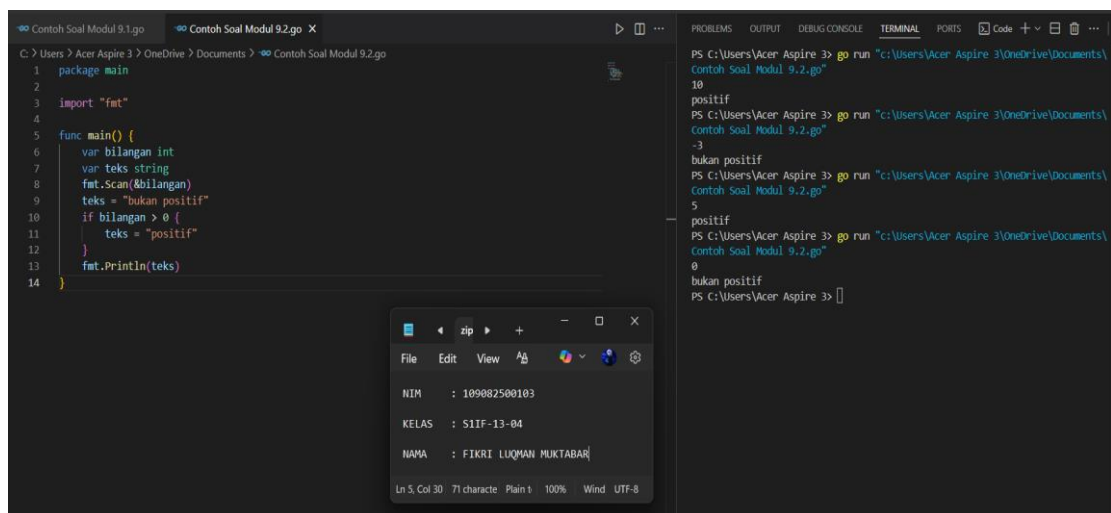 Contoh Soal Modul 9.1.go
Contoh Soal Modul 9.2.go
C: > Users > Acer Aspire 3 > OneDrive > Documents > Contoh Soal Modul 9.2.go
1 package main
2
3 import "fmt"
4
5 func main() {
6 var bilangan int
7 var teks string
8 fmt.Scan(&bilangan)
9 teks = "bukan positif"
10 if bilangan > 0 {
11 teks = "positif"
12 }
13 fmt.Println(teks)
14 }
PROBLEMS OUTPUT DEBUG CONSOLE TERMINAL PORTS Code
PS C:\Users\Acer Aspire 3> go run "c:\Users\Acer Aspire 3\OneDrive\Documents\
Contoh Soal Modul 9.2.go"
10
positif
PS C:\Users\Acer Aspire 3> go run "c:\Users\Acer Aspire 3\OneDrive\Documents\
Contoh Soal Modul 9.2.go"
-3
bukan positif
PS C:\Users\Acer Aspire 3> go run "c:\Users\Acer Aspire 3\OneDrive\Documents\
Contoh Soal Modul 9.2.go"
5
positif
PS C:\Users\Acer Aspire 3> go run "c:\Users\Acer Aspire 3\OneDrive\Documents\
Contoh Soal Modul 9.2.go"
0
bukan positif
PS C:\Users\Acer Aspire 3>
zip
File Edit View
NIM : 109082500103
KELAS : S1IF-13-04
NAMA : FIKRI LUQMAN MUKTABAR
Ln 5, Col 30 71 characte Plain t 100% Wind UTF-8